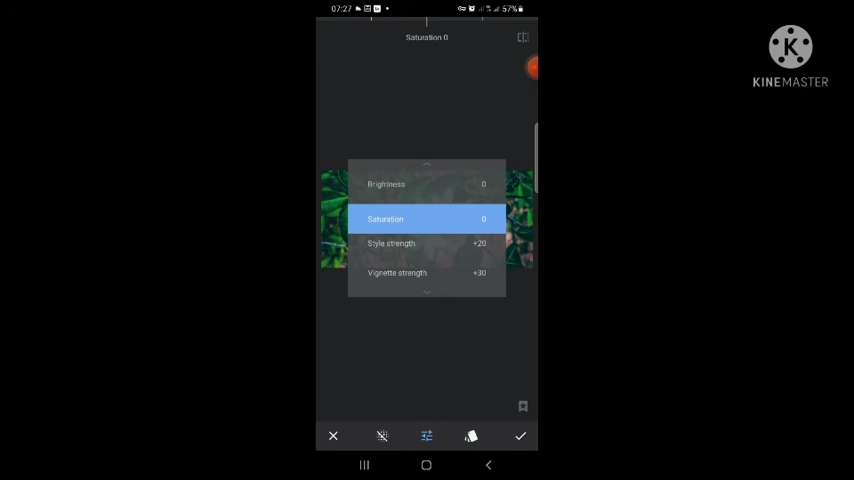 07:27
57%
Saturation 0
K
KINEMASTER
Brightness 0
Saturation 0
Style strength +20
Vignette strength +30